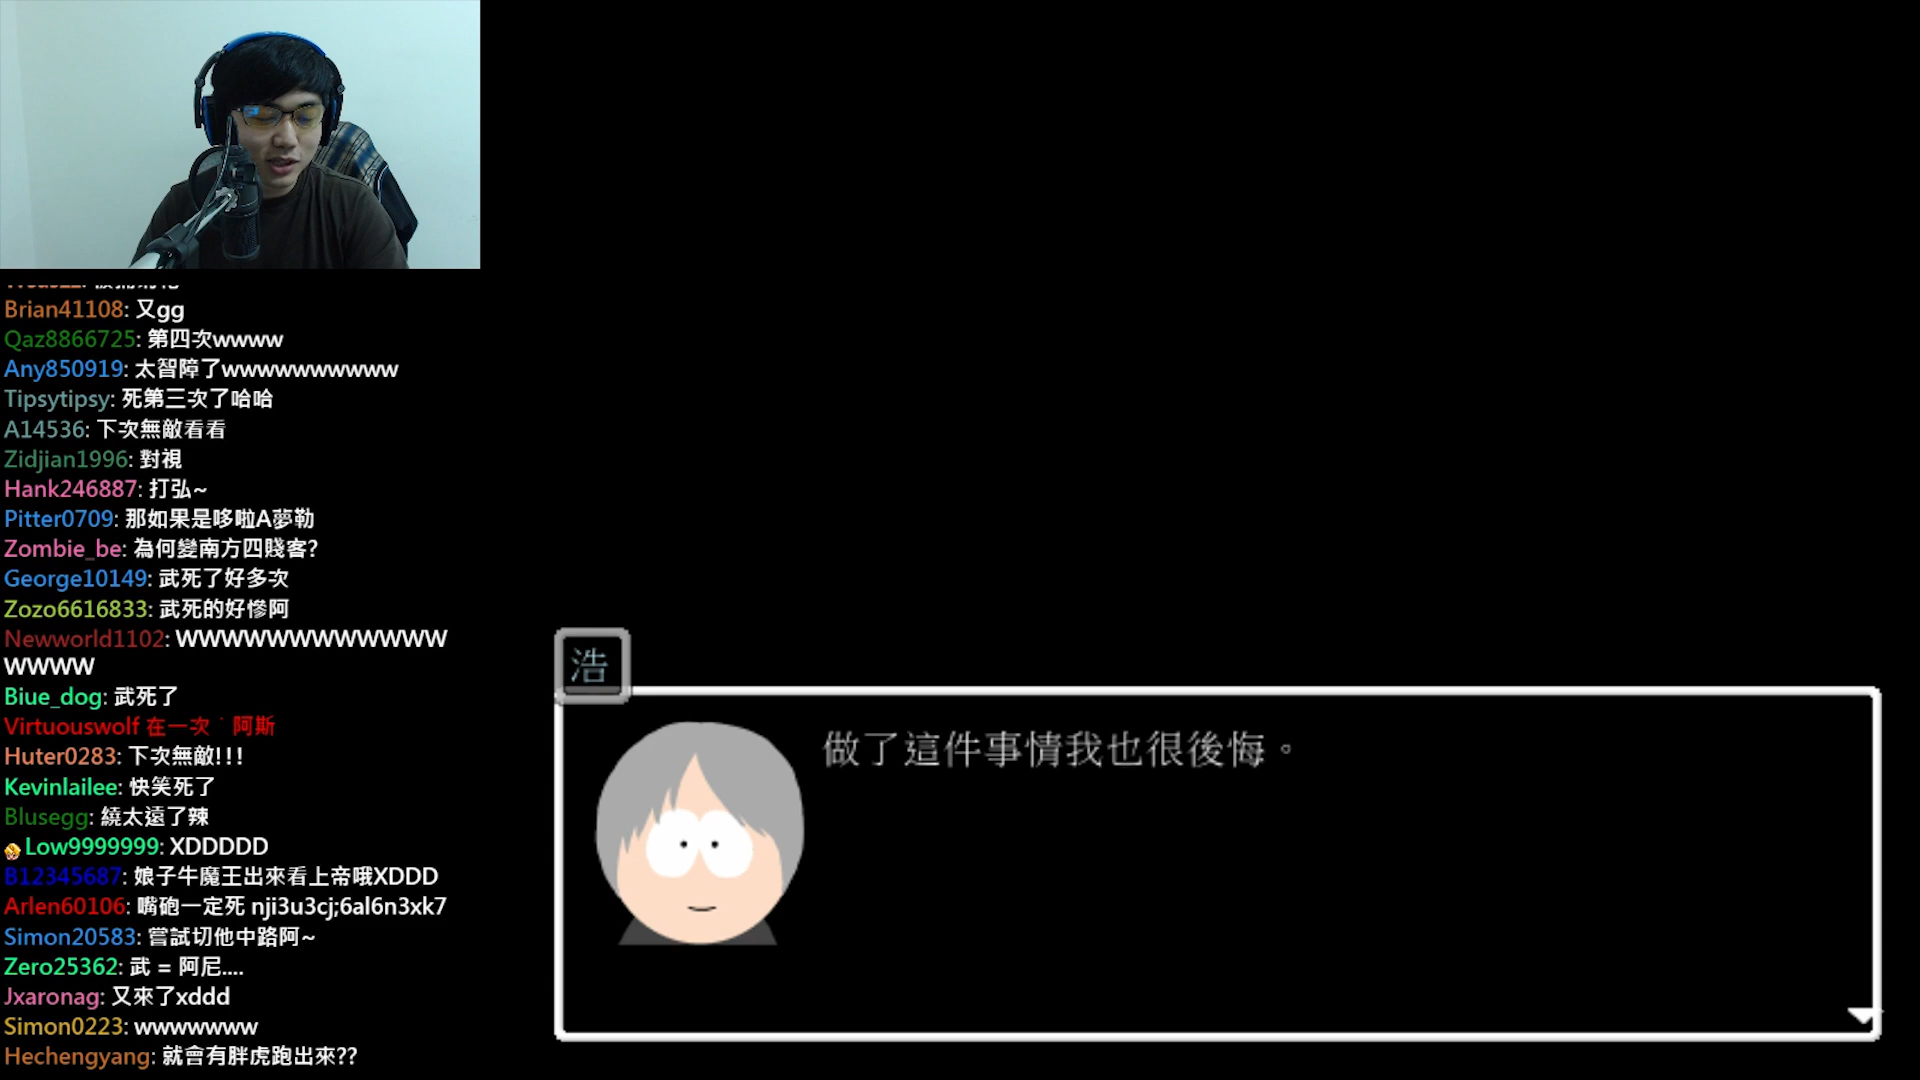 Brian41108: 又gg
Qaz8866725: 第四次wwww
Any850919: 太智障了wwwwwwwwww
Tipsytipsy: 死第三次了哈哈
A14536: 下次無敵看看
Zidjian1996: 對視
Hank246887: 打弘~
Pitter0709: 那如果是哆啦A夢勒
Zombie_be: 為何變南方四賤客?
George10149: 武死了好多次
Zozo6616833: 武死的好慘阿
Newworld1102: WWWWWWWWWWWW
WWWW
Biue_dog: 武死了
Virtuouswolf 在一次˙阿斯
Huter0283: 下次無敵!!!
Kevinlailee: 快笑死了
Blusegg: 繞太遠了辣
Low9999999: XDDDDD
B12345687: 娘子牛魔王出來看上帝哦XDDD
Arlen60106: 嘴砲一定死 nji3u3cj;6al6n3xk7
Simon20583: 嘗試切他中路阿~
Zero25362: 武 = 阿尼....
Jxaronag: 又來了xddd
Simon0223: wwwwwww
Hechengyang: 就會有胖虎跑出來??
浩
做了這件事情我也很後悔。